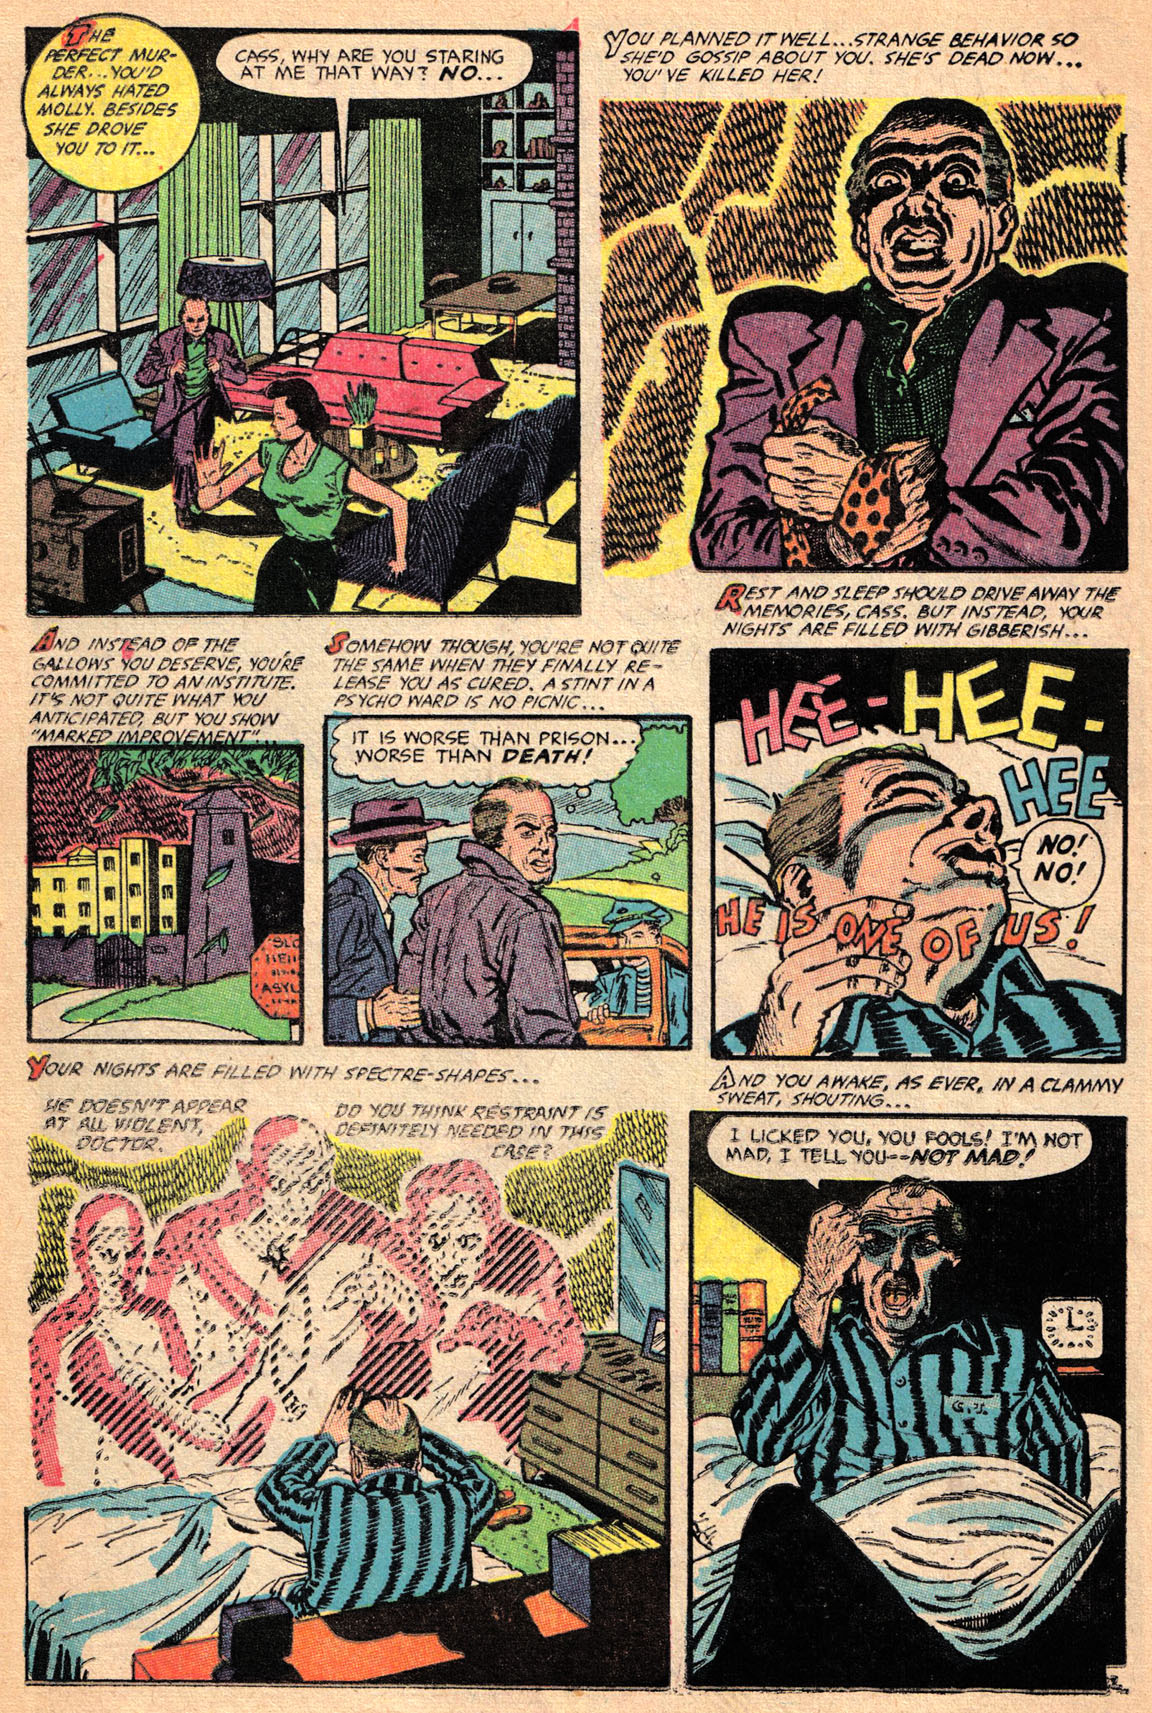 THE
PERFECT MUR-
DER...YOU'D
ALWAYS HATED
MOLLY. BESIDES
SHE DROVE
YOU TO IT...
CASS, WHY ARE YOU STARING
AT ME THAT WAY? NO...
YOU PLANNED IT WELL...STRANGE BEHAVIOR SO
SHE'D GOSSIP ABOUT YOU. SHE'S DEAD NOW...
YOU'VE KILLED HER!
AND INSTEAD OF THE
GALLOWS YOU DESERVE, YOU'RE
COMMITTED TO AN INSTITUTE.
IT'S NOT QUITE WHAT YOU
ANTICIPATED, BUT YOU SHOW
"MARKED IMPROVEMENT"...
SLO
ASYL
SOMEHOW THOUGH, YOU'RE NOT QUITE
THE SAME WHEN THEY FINALLY RE-
LEASE YOU AS CURED. A STINT IN A
PSYCHO WARD IS NO PICNIC...
IT IS WORSE THAN PRISON...
WORSE THAN DEATH!
REST AND SLEEP SHOULD DRIVE AWAY THE
MEMORIES, CASS. BUT INSTEAD, YOUR
NIGHTS ARE FILLED WITH GIBBERISH...
HEE-HEE-
HEE
NO!
NO!
HE IS ONE OF US!
YOUR NIGHTS ARE FILLED WITH SPECTRE-SHAPES...
HE DOESN'T APPEAR
AT ALL VIOLENT,
DOCTOR.
DO YOU THINK RESTRAINT IS
DEFINITELY NEEDED IN THIS
CASE?
AND YOU AWAKE, AS EVER, IN A CLAMMY
SWEAT, SHOUTING...
I LICKED YOU, YOU FOOLS! I'M NOT
MAD, I TELL YOU--NOT MAD!
C.J.